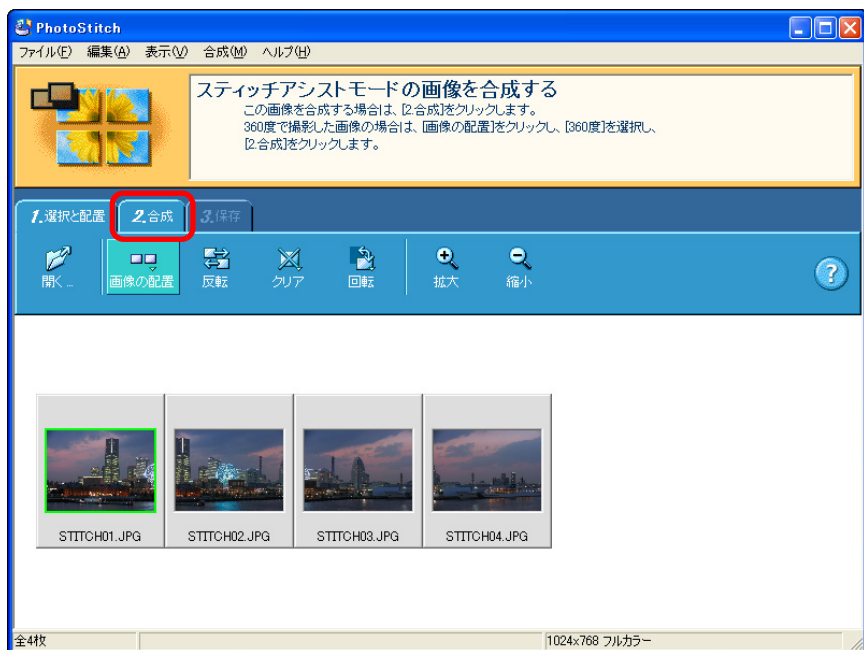 PhotoStitch
ファイル(F) 編集(A) 表示(V) 合成(M) ヘルプ(H)
スティッチアシストモードの画像を合成する
この画像を合成する場合は、[2.合成]をクリックします。
360度で撮影した画像の場合は、[画像の配置]をクリックし、[360度]を選択し、
[2.合成]をクリックします。
1.選択と配置 2.合成 3.保存
開く... 画像の配置 反転 クリア 回転 拡大 縮小 ?
STITCH01.JPG STITCH02.JPG STITCH03.JPG STITCH04.JPG
全4枚 1024x768 フルカラー